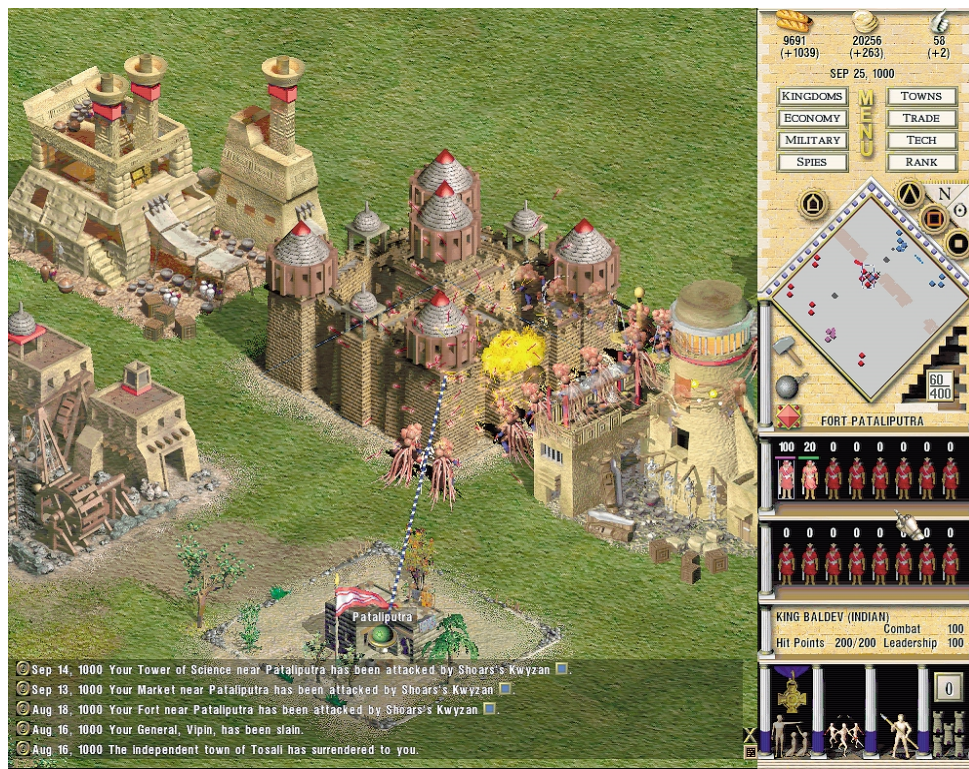 9691
20256
58
(+1039)
(+263)
(+2)
SEP 25, 1000
KINGDOMS
TOWNS
ECONOMY
TRADE
MILITARY
TECH
SPIES
RANK
MENU
N
60
400
FORT PATALIPUTRA
100 20 0 0 0 0 0 0
0 0 0 0 0 0 0 0
KING BALDEV (INDIAN)
Combat 100
Hit Points 200/200 Leadership 100
0
Pataliputra
Sep 14, 1000 Your Tower of Science near Pataliputra has been attacked by Shoars's Kwyzan .
Sep 13, 1000 Your Market near Pataliputra has been attacked by Shoars's Kwyzan .
Aug 18, 1000 Your Fort near Pataliputra has been attacked by Shoars's Kwyzan .
Aug 16, 1000 Your General, Vipin, has been slain.
Aug 16, 1000 The independent town of Tosali has surrendered to you.